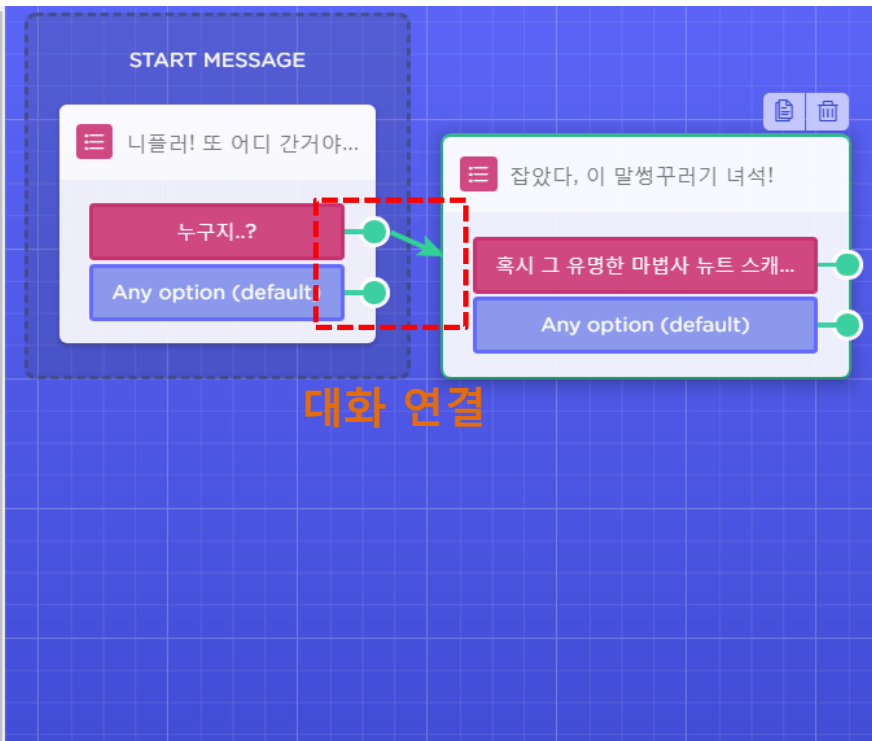 START MESSAGE
니플러! 또 어디 간거야...
누구지..?
Any option (default)
잡았다, 이 말썽꾸러기 녀석!
혹시 그 유명한 마법사 뉴트 스캐...
Any option (default)
대화 연결